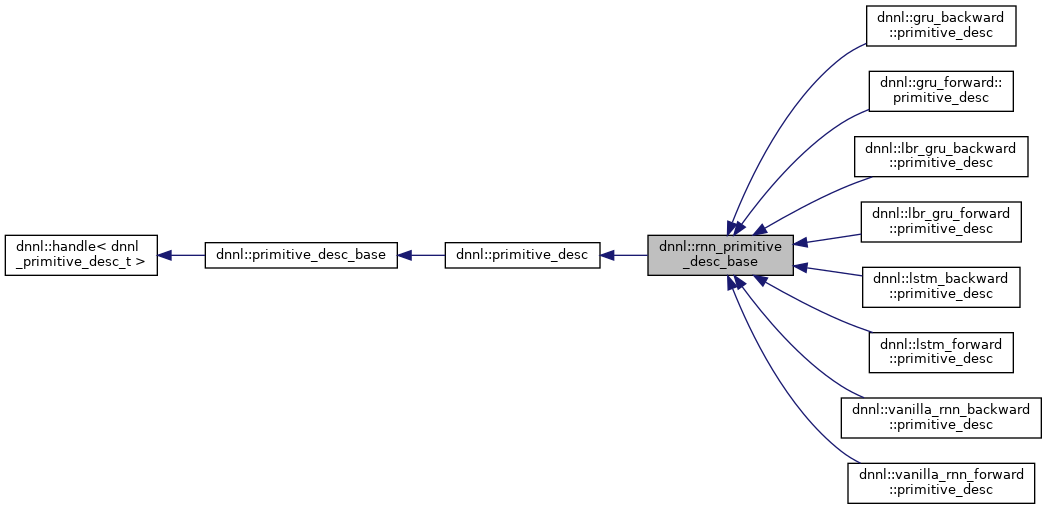 dnnl::handle< dnnl
_primitive_desc_t >
dnnl::primitive_desc_base
dnnl::primitive_desc
dnnl::rnn_primitive
_desc_base
dnnl::gru_backward
::primitive_desc
dnnl::gru_forward::
primitive_desc
dnnl::lbr_gru_backward
::primitive_desc
dnnl::lbr_gru_forward
::primitive_desc
dnnl::lstm_backward
::primitive_desc
dnnl::lstm_forward
::primitive_desc
dnnl::vanilla_rnn_backward
::primitive_desc
dnnl::vanilla_rnn_forward
::primitive_desc